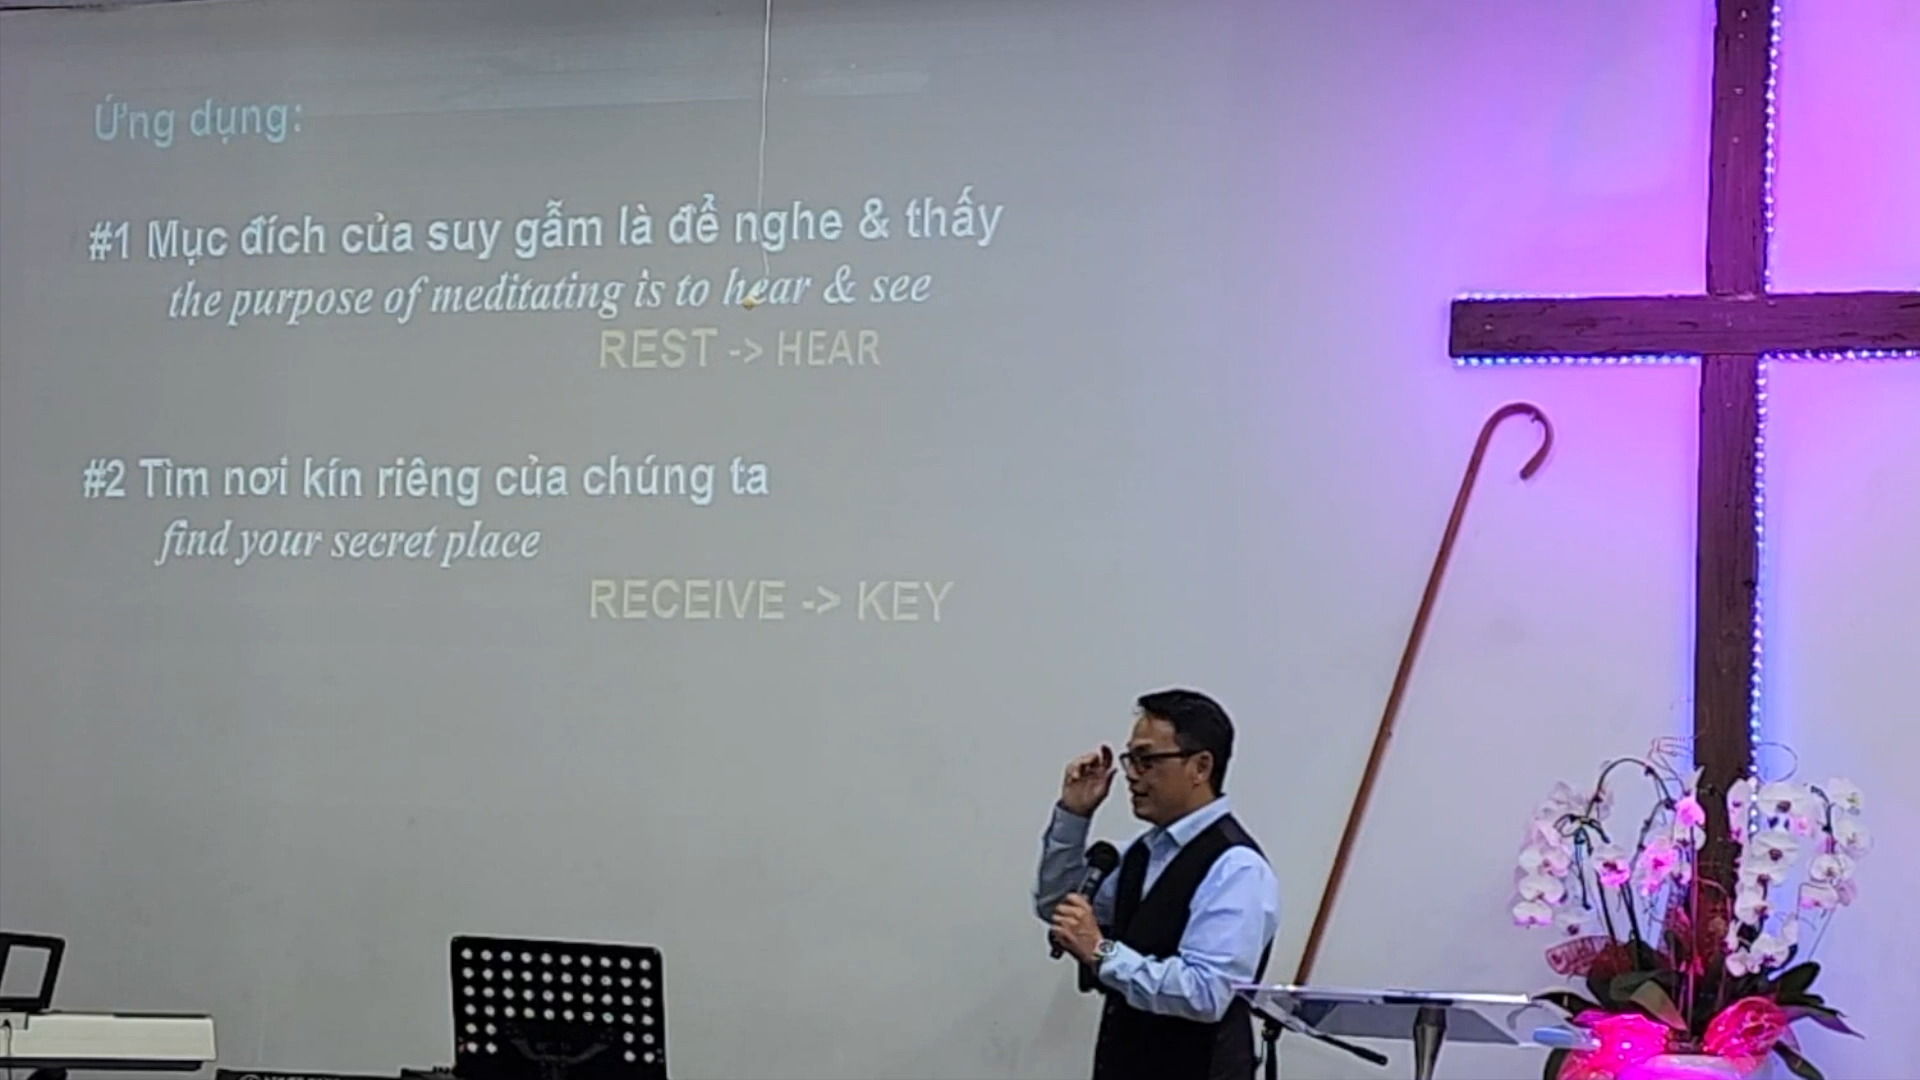 Ứng dụng:
#1 Mục đích của suy gẫm là để nghe & thấy
the purpose of meditating is to hear & see
REST -> HEAR
#2 Tìm nơi kín riêng của chúng ta
find your secret place
RECEIVE -> KEY